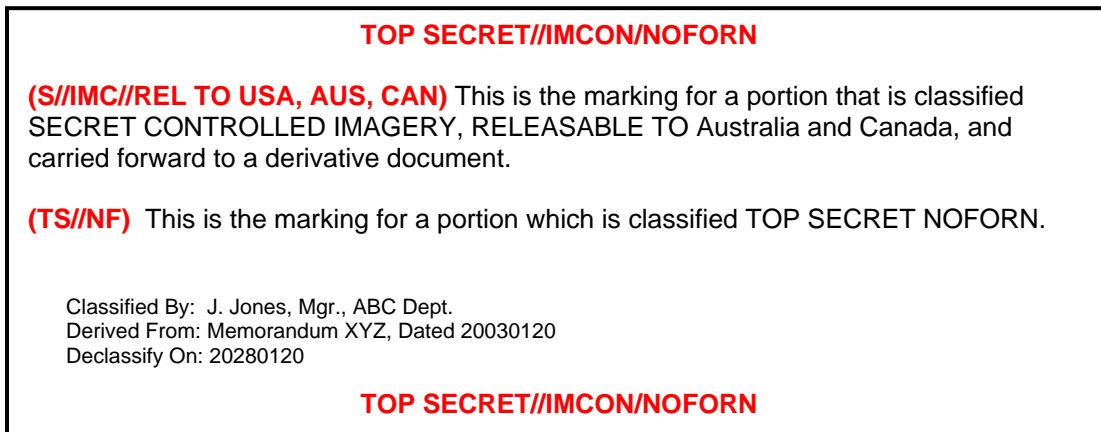 TOP SECRET//IMCON/NOFORN
(S//IMC//REL TO USA, AUS, CAN) This is the marking for a portion that is classified
SECRET CONTROLLED IMAGERY, RELEASABLE TO Australia and Canada, and
carried forward to a derivative document.
(TS//NF) This is the marking for a portion which is classified TOP SECRET NOFORN.
Classified By: J. Jones, Mgr., ABC Dept.
Derived From: Memorandum XYZ, Dated 20030120
Declassify On: 20280120
TOP SECRET//IMCON/NOFORN